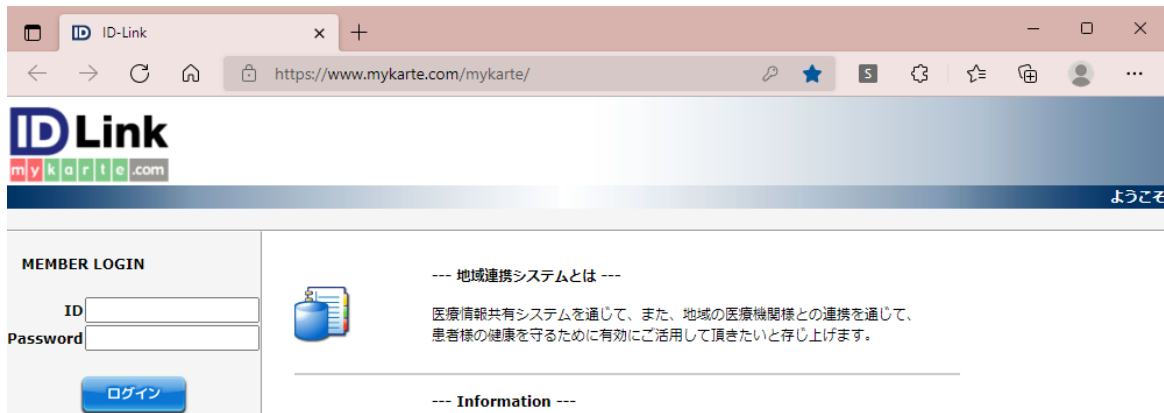 ID-Link
https://www.mykarte.com/mykarte/
S
ID Link
mykarte.com
ようこそ
MEMBER LOGIN
ID
Password
ログイン
--- 地域連携システムとは ---
医療情報共有システムを通じて、また、地域の医療機関様との連携を通じて、
患者様の健康を守るために有効にご活用して頂きたいと存じ上げます。
--- Information ---